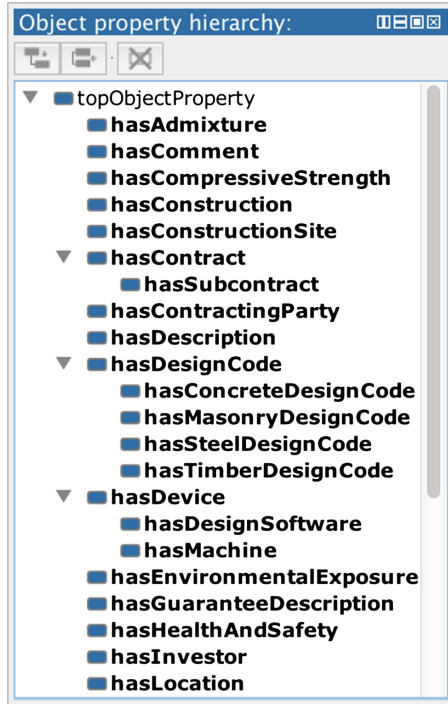 Object property hierarchy:
topObjectProperty
hasAdmixture
hasComment
hasCompressiveStrength
hasConstruction
hasConstructionSite
hasContract
hasSubcontract
hasContractingParty
hasDescription
hasDesignCode
hasConcreteDesignCode
hasMasonryDesignCode
hasSteelDesignCode
hasTimberDesignCode
hasDevice
hasDesignSoftware
hasMachine
hasEnvironmentalExposure
hasGuaranteeDescription
hasHealthAndSafety
hasInvestor
hasLocation